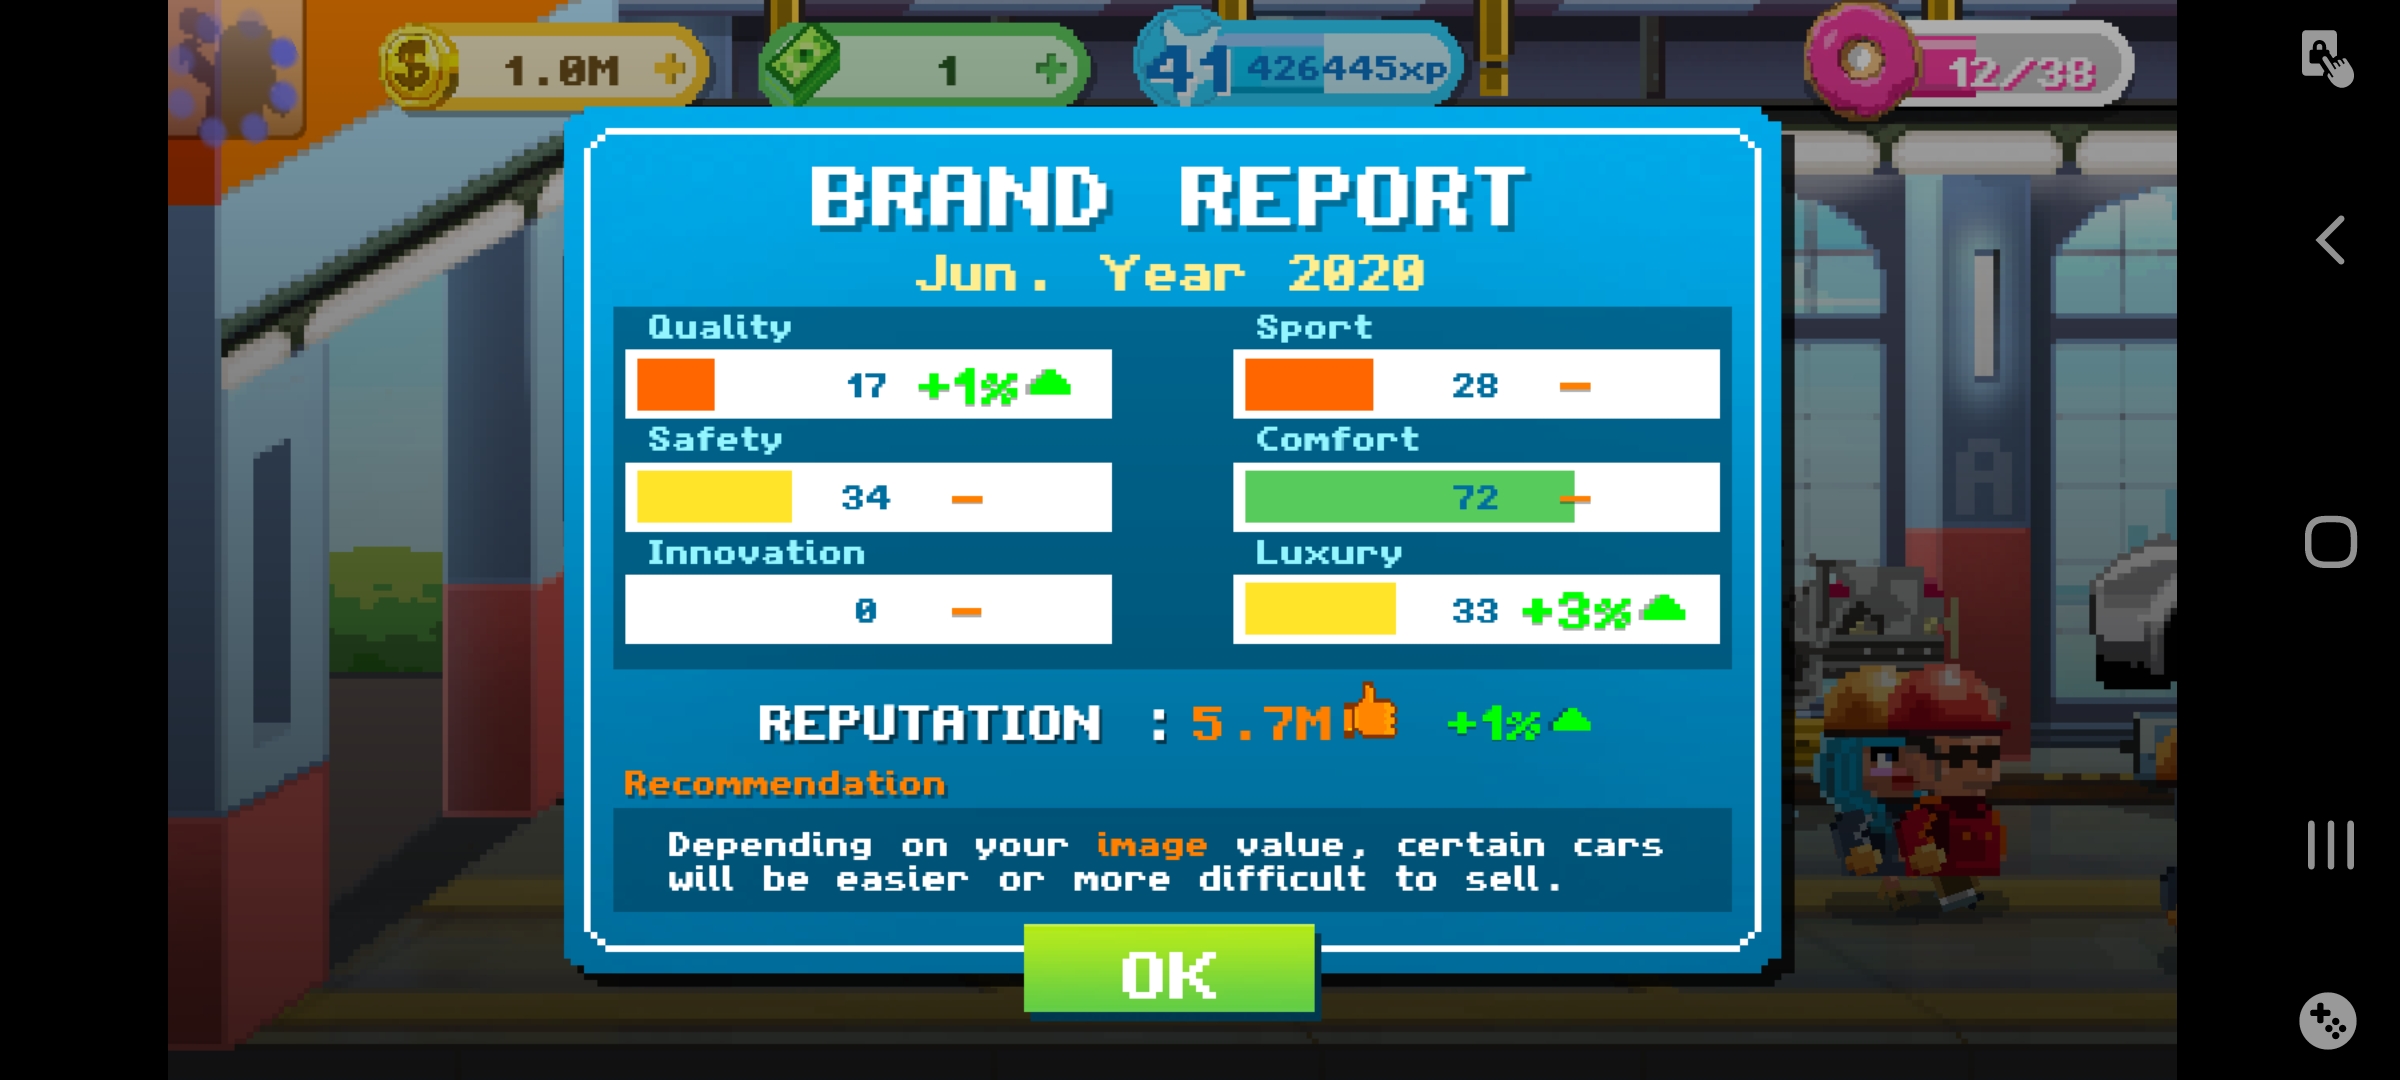 1.0M +
1 +
41 426445xp
12/38
BRAND REPORT
Jun. Year 2020
Quality
17 +1%
Sport
28 -
Safety
34 -
Comfort
72 -
Innovation
0 -
Luxury
33 +3%
REPUTATION : 5.7M +1%
Recommendation
Depending on your image value, certain cars
will be easier or more difficult to sell.
OK